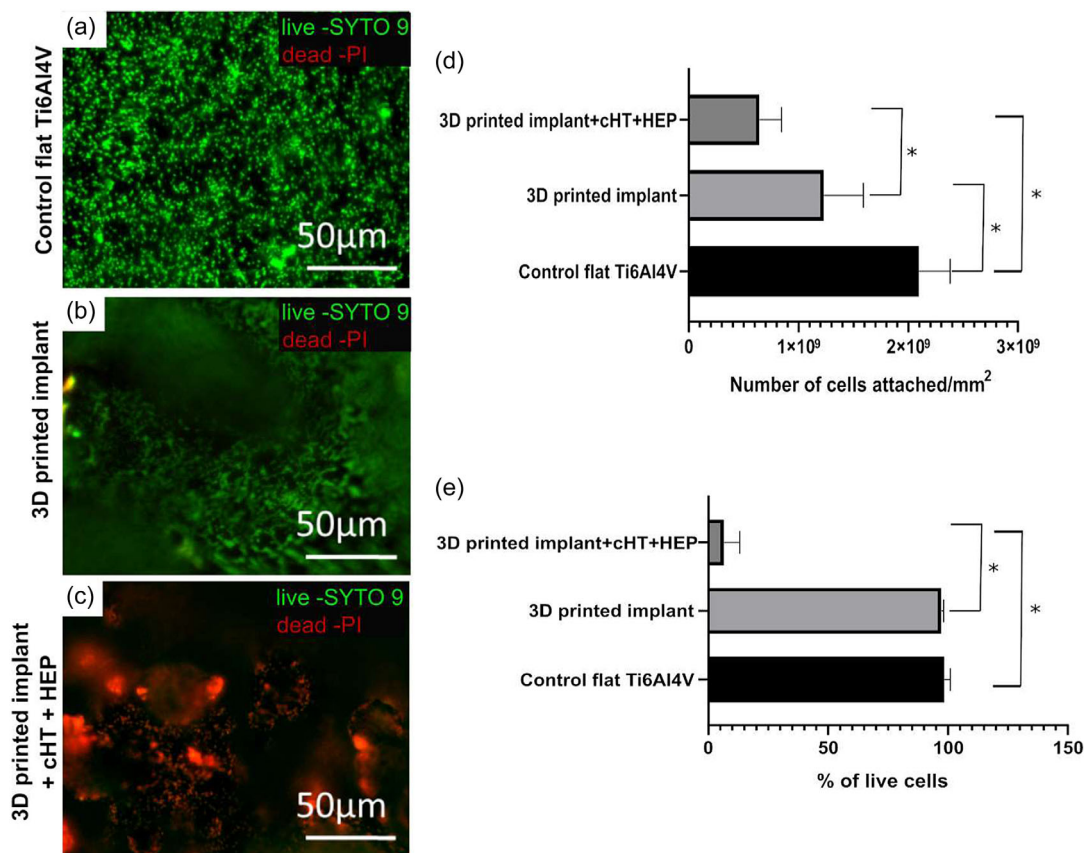 (a)
live -SYTO 9
dead -PI
Control flat Ti6Al4V
50μm
(b)
live -SYTO 9
dead -PI
3D printed implant
50μm
(c)
live -SYTO 9
dead -PI
3D printed implant
+ cHT + HEP
50μm
(d)
3D printed implant+cHT+HEP
3D printed implant
Control flat Ti6Al4V
*
*
*
0
1×10⁹
2×10⁹
3×10⁹
Number of cells attached/mm²
(e)
3D printed implant+cHT+HEP
3D printed implant
Control flat Ti6Al4V
*
*
0
50
100
150
% of live cells